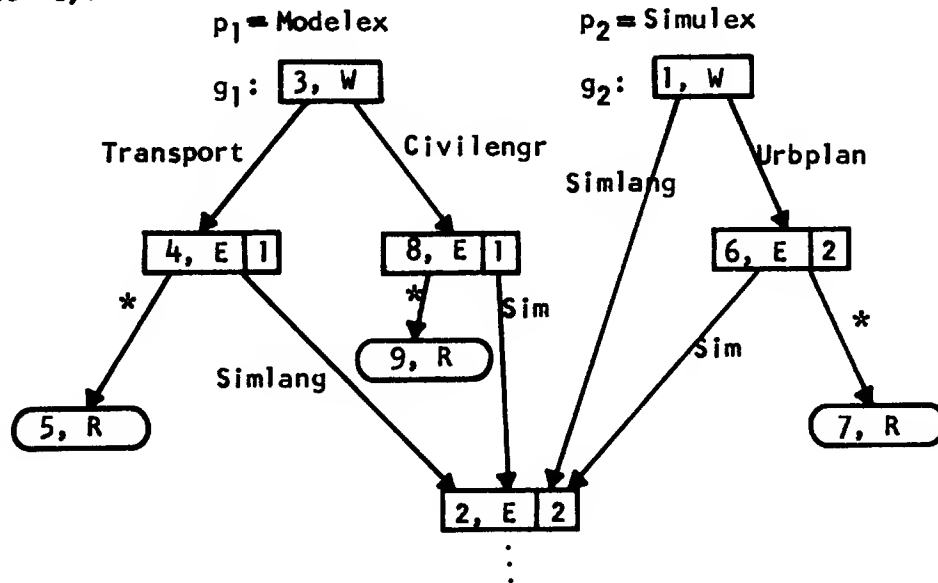 p1 = Modelex p2 = Simulex
g1: 3, W g2: 1, W
Transport Civilengr Simlang Urbplan
4, E 1 8, E 1 6, E 2
* * Sim *
9, R Sim
Simlang
5, R 7, R
2, E 2